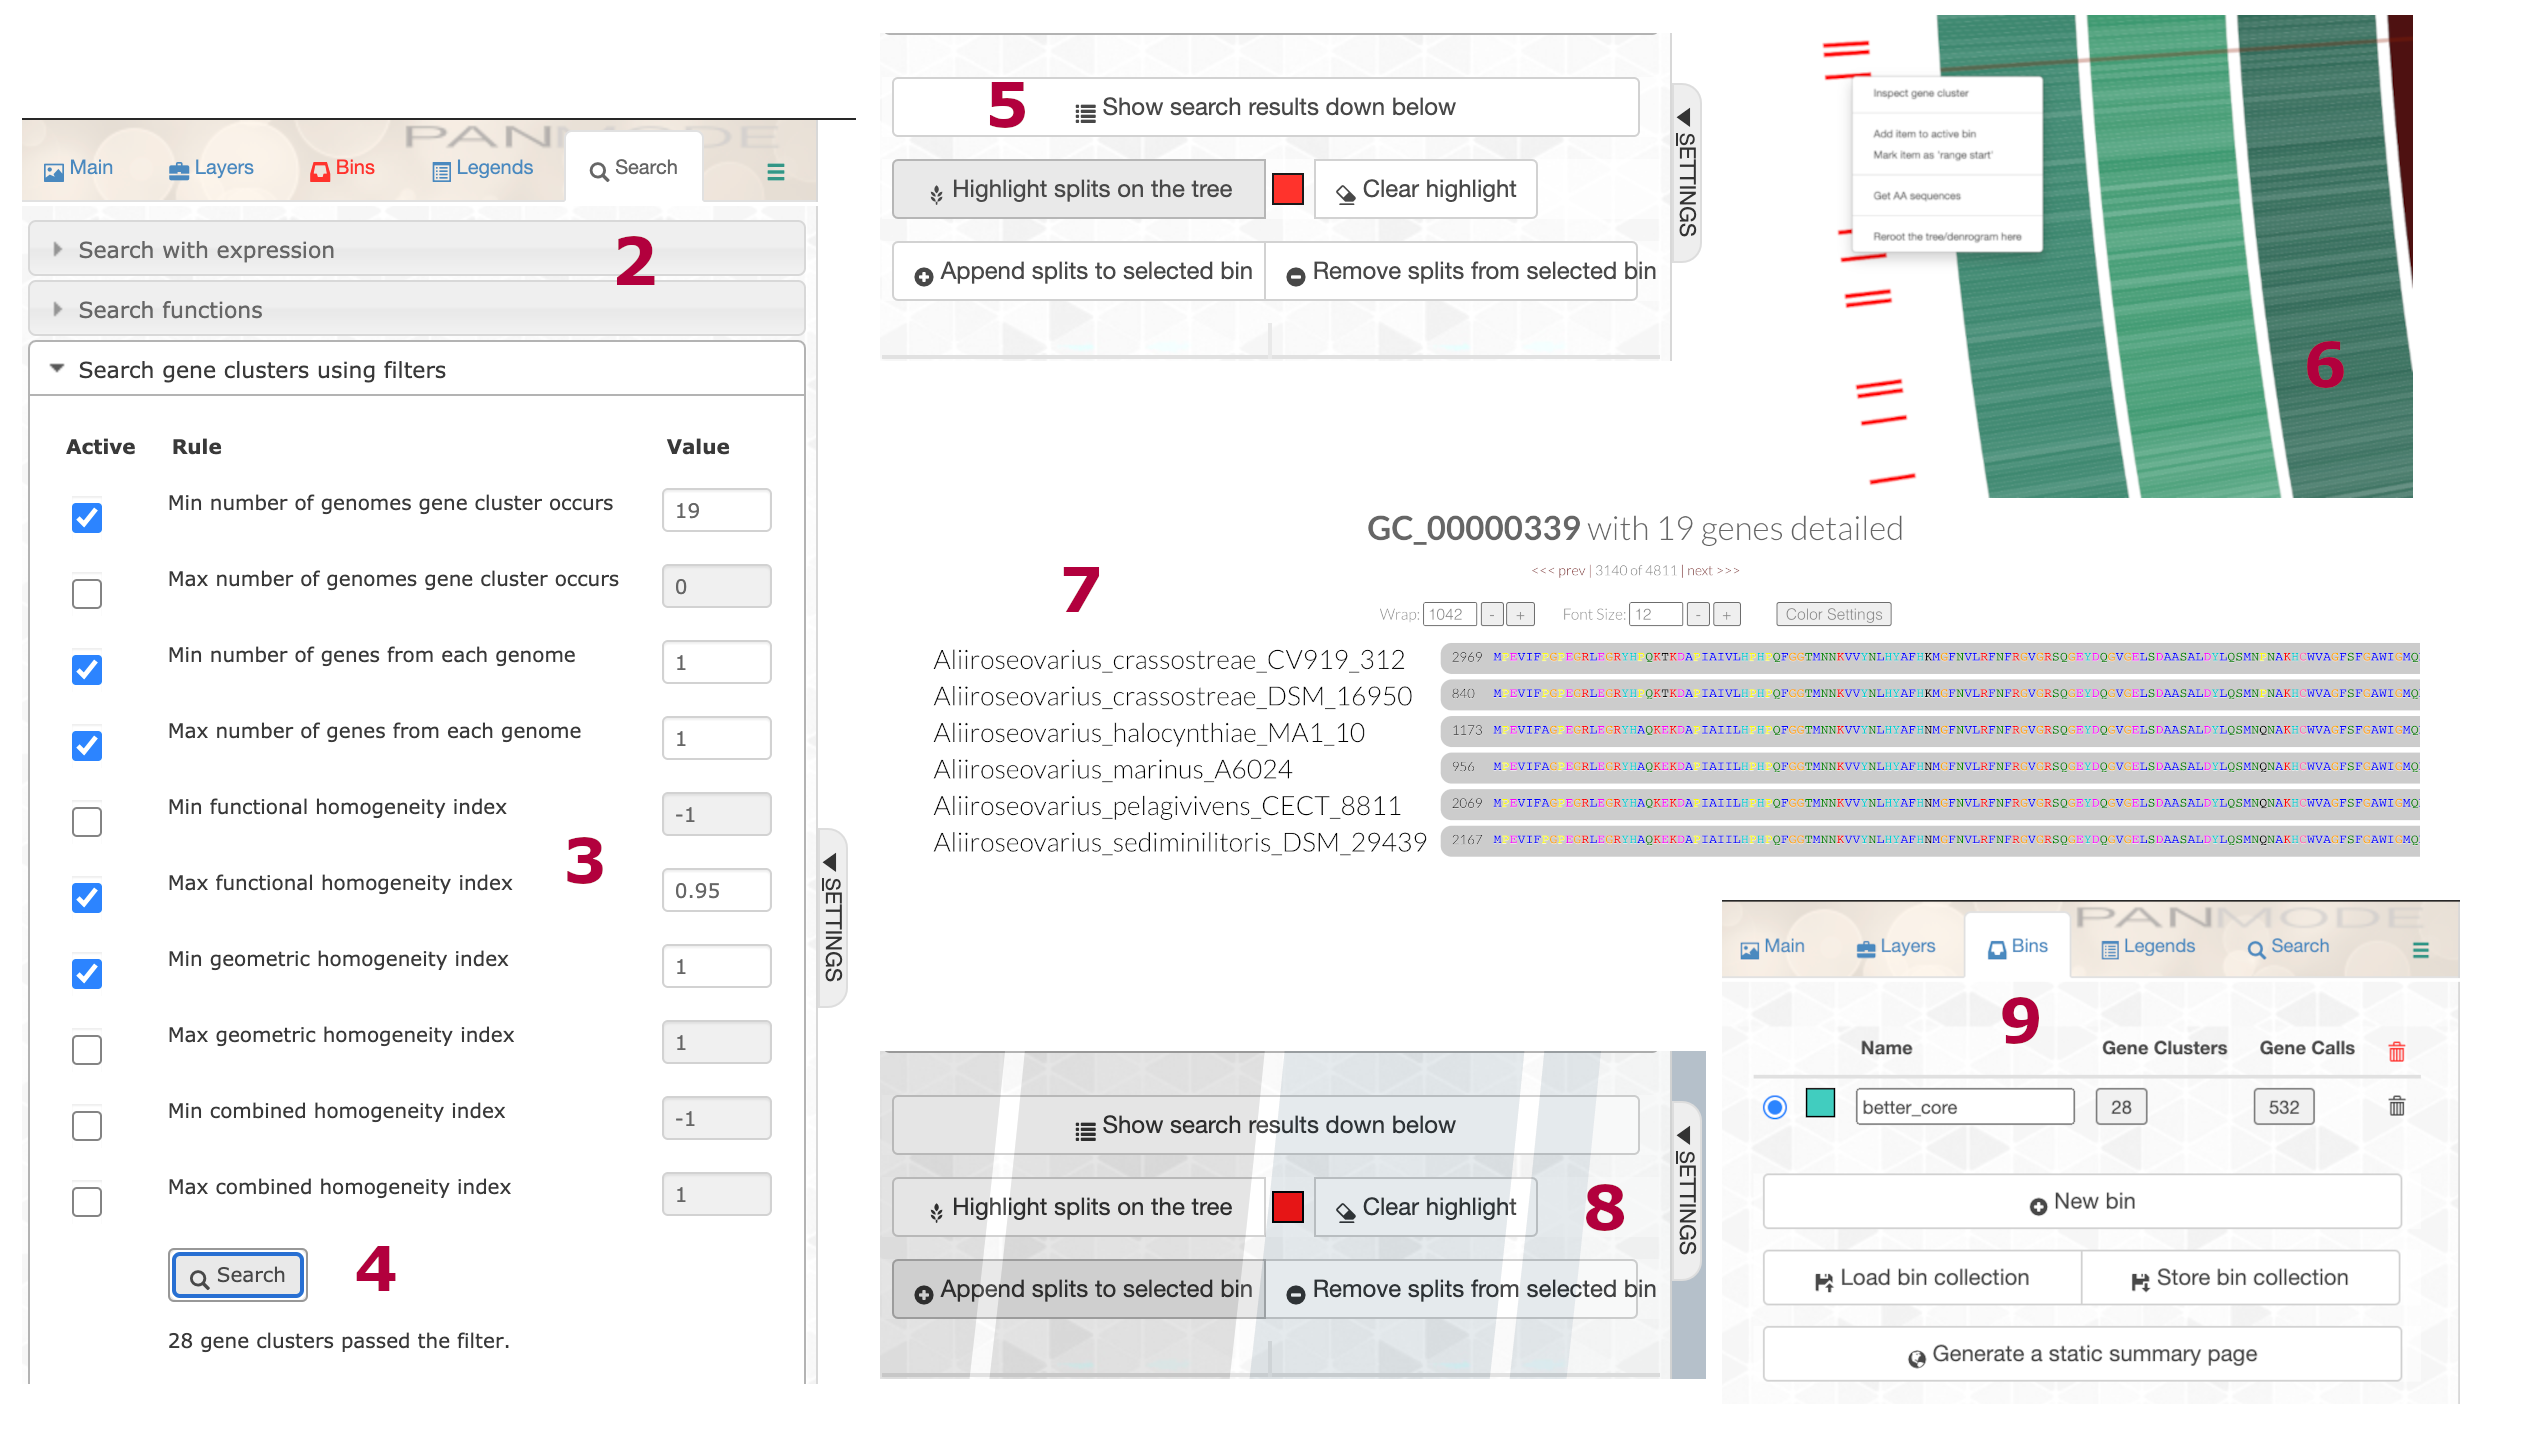 PANMODE
Main
Layers
Bins
Legends
Search
2
Search with expression
Search functions
Search gene clusters using filters
Active Rule Value
Min number of genomes gene cluster occurs 19
Max number of genomes gene cluster occurs 0
Min number of genes from each genome 1
Max number of genes from each genome 1
Min functional homogeneity index -1
3
Max functional homogeneity index 0.95
Min geometric homogeneity index 1
Max geometric homogeneity index 1
Min combined homogeneity index -1
Max combined homogeneity index 1
Search
4
28 gene clusters passed the filter.
SETTINGS
5
Show search results down below
Highlight splits on the tree
Clear highlight
Append splits to selected bin
Remove splits from selected bin
SETTINGS
Inspect gene cluster
Add item to active bin
Mark item as 'range start'
Get AA sequences
Reroot the tree/denrogram here
6
GC_00000339 with 19 genes detailed
<<< prev | 3140 of 4811 | next >>>
7
Wrap: 1042 - + Font Size: 12 - + Color Settings
Aliiroseovarius_crassostreae_CV919_312 2969
Aliiroseovarius_crassostreae_DSM_16950 840
Aliiroseovarius_halocynthiae_MA1_10 1173
Aliiroseovarius_marinus_A6024 956
Aliiroseovarius_pelagivivens_CECT_8811 2069
Aliiroseovarius_sediminilitoris_DSM_29439 2167
Show search results down below
Highlight splits on the tree
Clear highlight
8
Append splits to selected bin
Remove splits from selected bin
SETTINGS
PANMODE
Main
Layers
Bins
Legends
Search
9
Name Gene Clusters Gene Calls
better_core 28 532
New bin
Load bin collection
Store bin collection
Generate a static summary page